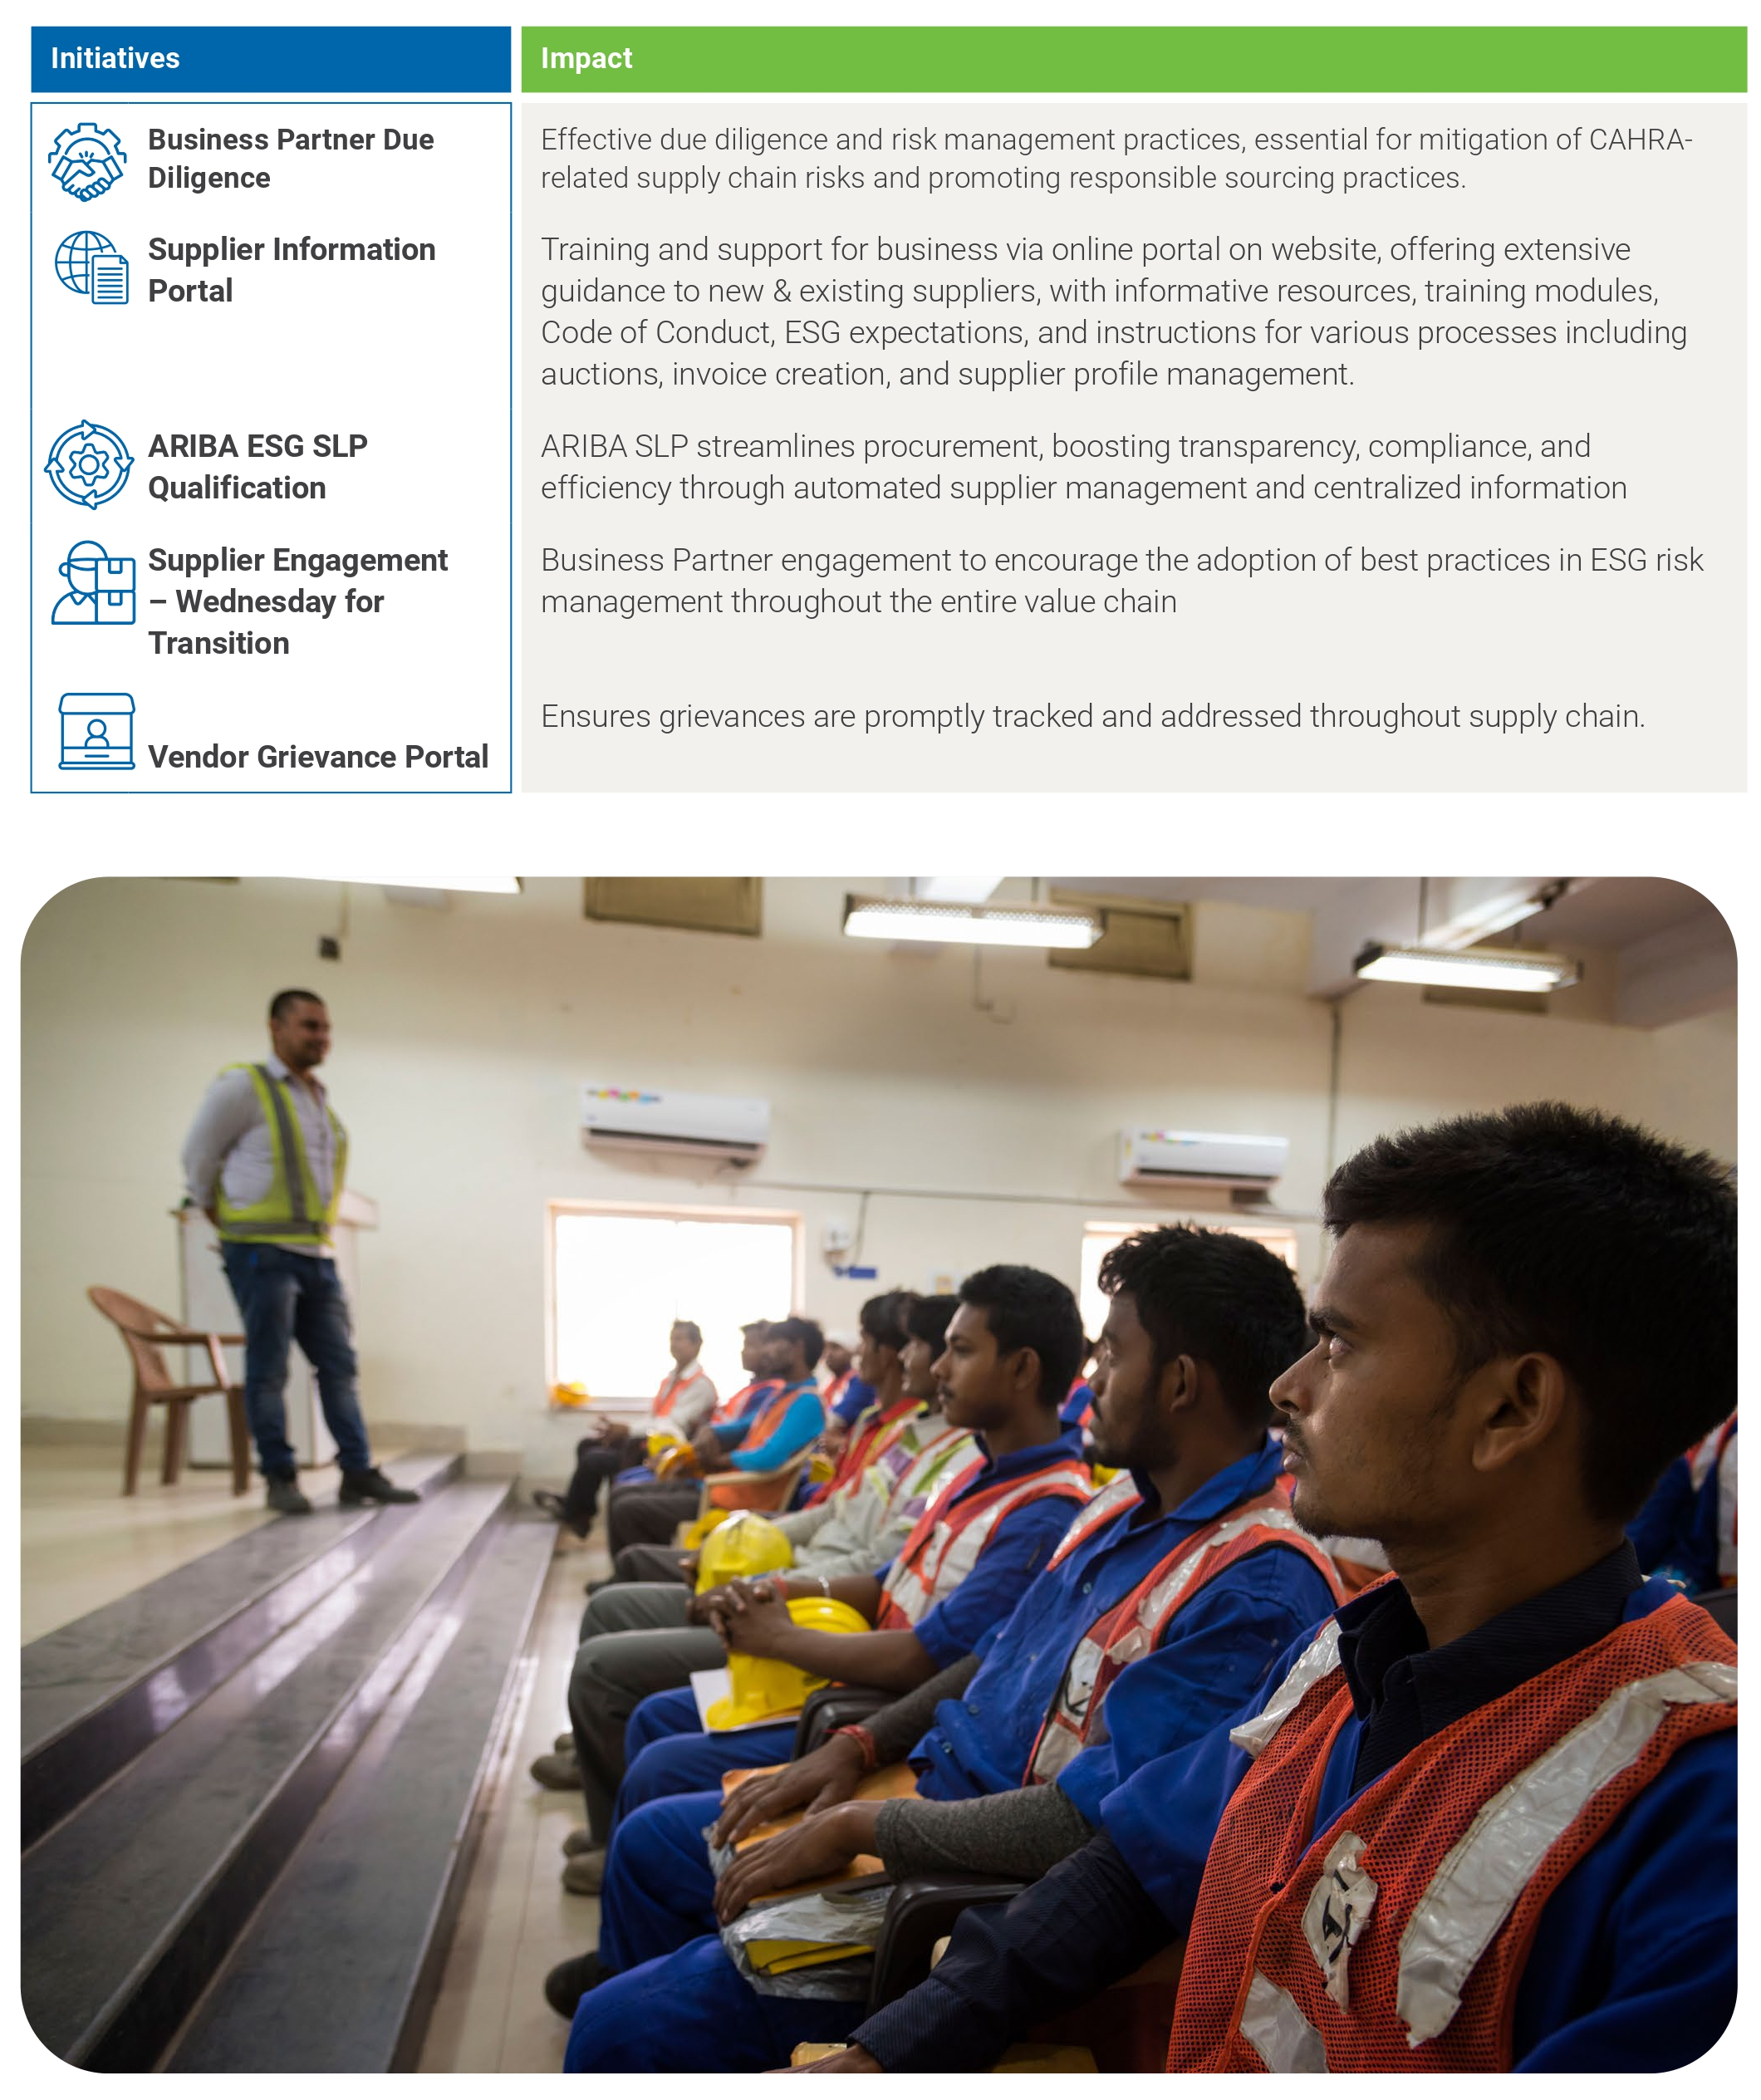 Initiatives
Impact
Business Partner Due
Diligence
Effective due diligence and risk management practices, essential for mitigation of CAHRA-
related supply chain risks and promoting responsible sourcing practices.
Supplier Information
Portal
Training and support for business via online portal on website, offering extensive
guidance to new & existing suppliers, with informative resources, training modules,
Code of Conduct, ESG expectations, and instructions for various processes including
auctions, invoice creation, and supplier profile management.
ARIBA ESG SLP
Qualification
ARIBA SLP streamlines procurement, boosting transparency, compliance, and
efficiency through automated supplier management and centralized information
Supplier Engagement
– Wednesday for
Transition
Business Partner engagement to encourage the adoption of best practices in ESG risk
management throughout the entire value chain
Vendor Grievance Portal
Ensures grievances are promptly tracked and addressed throughout supply chain.